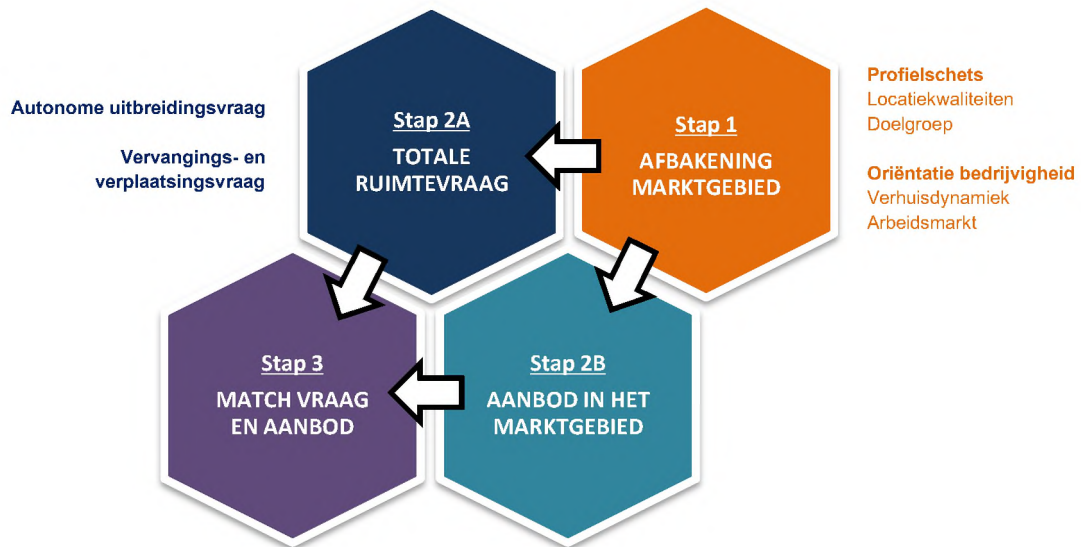 Autonome uitbreidingsvraag
Vervangings- en
verplaatsingsvraag
Stap 2A
TOTALE
RUIMTEVRAAG
Stap 1
AFBAKENING
MARKTGEBIED
Profielschets
Locatiekwaliteiten
Doelgroep
Oriëntatie bedrijvigheid
Verhuisdynamiek
Arbeidsmarkt
Stap 3
MATCH VRAAG
EN AANBOD
Stap 2B
AANBOD IN HET
MARKTGEBIED